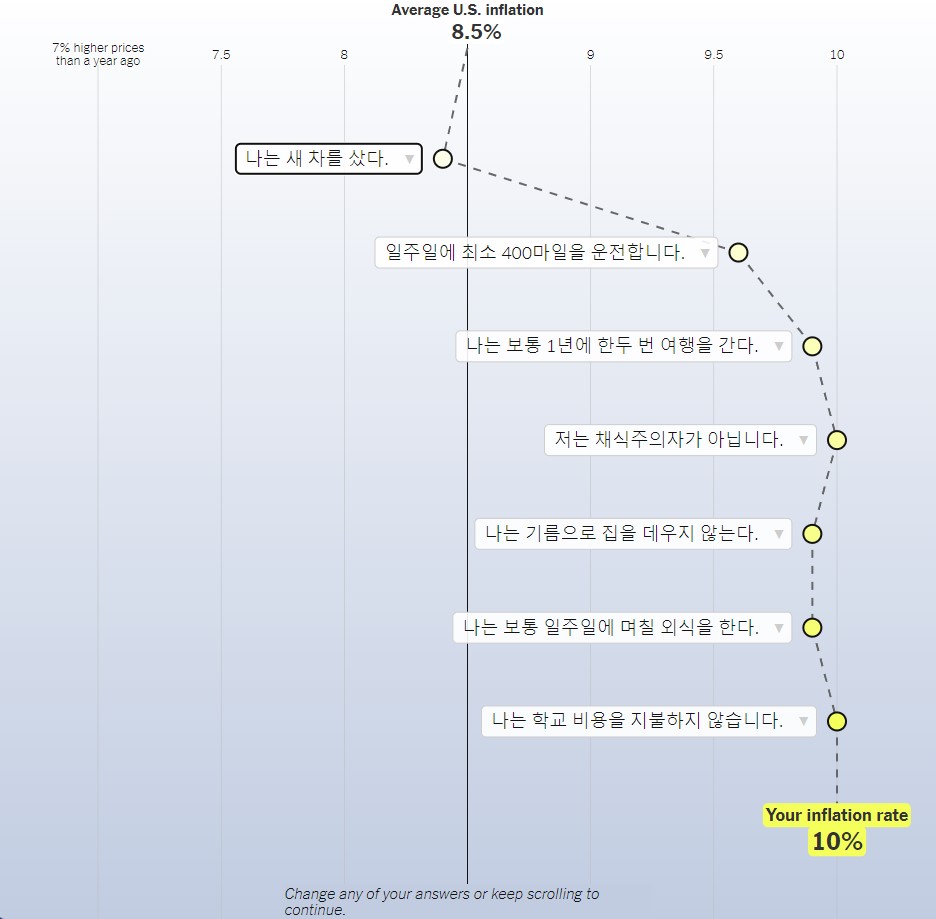 Average U.S. inflation
8.5%
7% higher prices
than a year ago
7.5
8
9
9.5
10
나는 새 차를 샀다.
일주일에 최소 400마일을 운전합니다.
나는 보통 1년에 한두 번 여행을 간다.
저는 채식주의자가 아닙니다.
나는 기름으로 집을 데우지 않는다.
나는 보통 일주일에 며칠 외식을 한다.
나는 학교 비용을 지불하지 않습니다.
Your inflation rate
10%
Change any of your answers or keep scrolling to
continue.